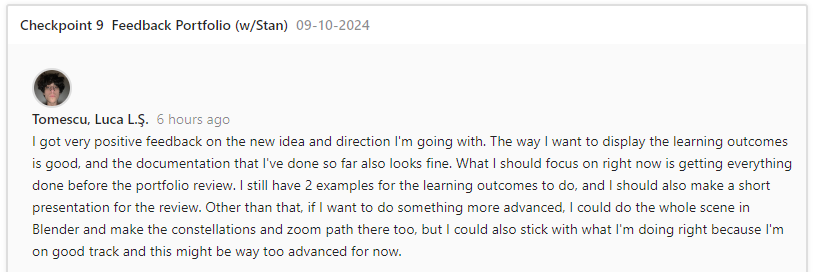 Checkpoint 9 Feedback Portfolio (w/Stan) 09-10-2024
Tomescu, Luca L.Ş. 6 hours ago
I got very positive feedback on the new idea and direction I'm going with. The way I want to display the learning outcomes
is good, and the documentation that I've done so far also looks fine. What I should focus on right now is getting everything
done before the portfolio review. I still have 2 examples for the learning outcomes to do, and I should also make a short
presentation for the review. Other than that, if I want to do something more advanced, I could do the whole scene in
Blender and make the constellations and zoom path there too, but I could also stick with what I'm doing right because I'm
on good track and this might be way too advanced for now.